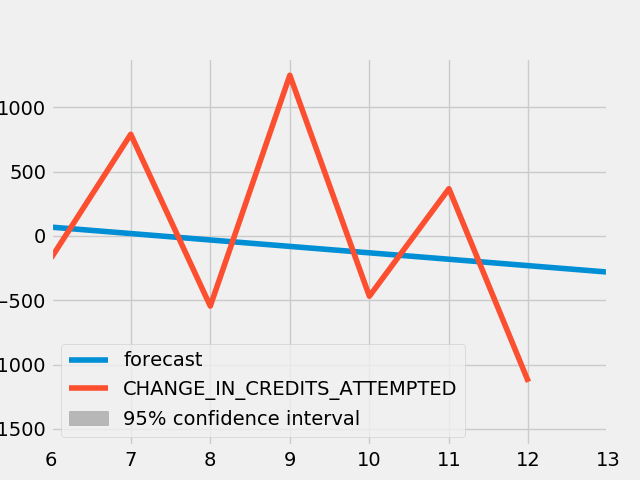 1000
500
0
−500
1000
1500
forecast
CHANGE_IN_CREDITS_ATTEMPTED
95% confidence interval
6 7 8 9 10 11 12 13